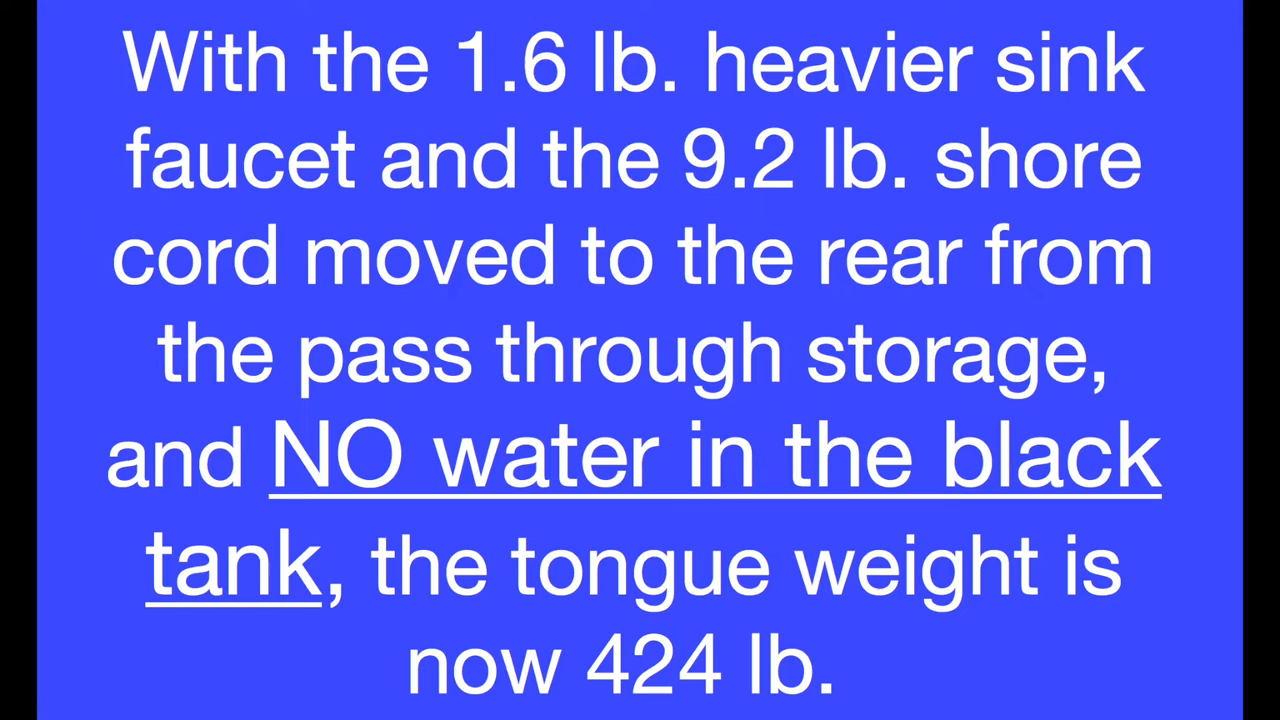 With the 1.6 lb. heavier sink
faucet and the 9.2 lb. shore
cord moved to the rear from
the pass through storage,
and NO water in the black
tank, the tongue weight is
now 424 lb.